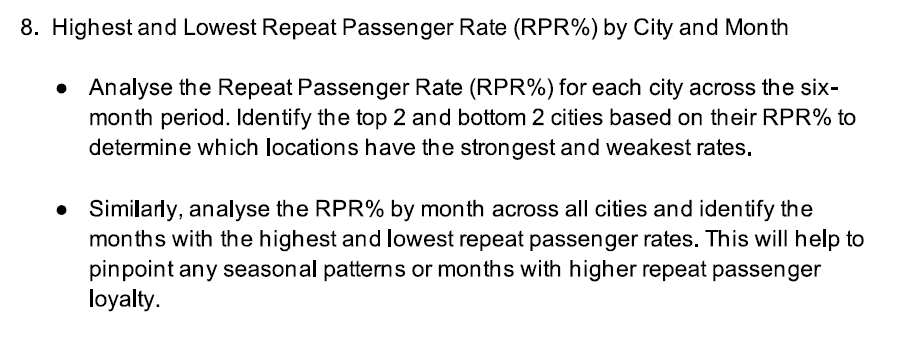 8. Highest and Lowest Repeat Passenger Rate (RPR%) by City and Month
● Analyse the Repeat Passenger Rate (RPR%) for each city across the six-
month period. Identify the top 2 and bottom 2 cities based on their RPR% to
determine which locations have the strongest and weakest rates.
● Similarly, analyse the RPR% by month across all cities and identify the
months with the highest and lowest repeat passenger rates. This will help to
pinpoint any seasonal patterns or months with higher repeat passenger
loyalty.